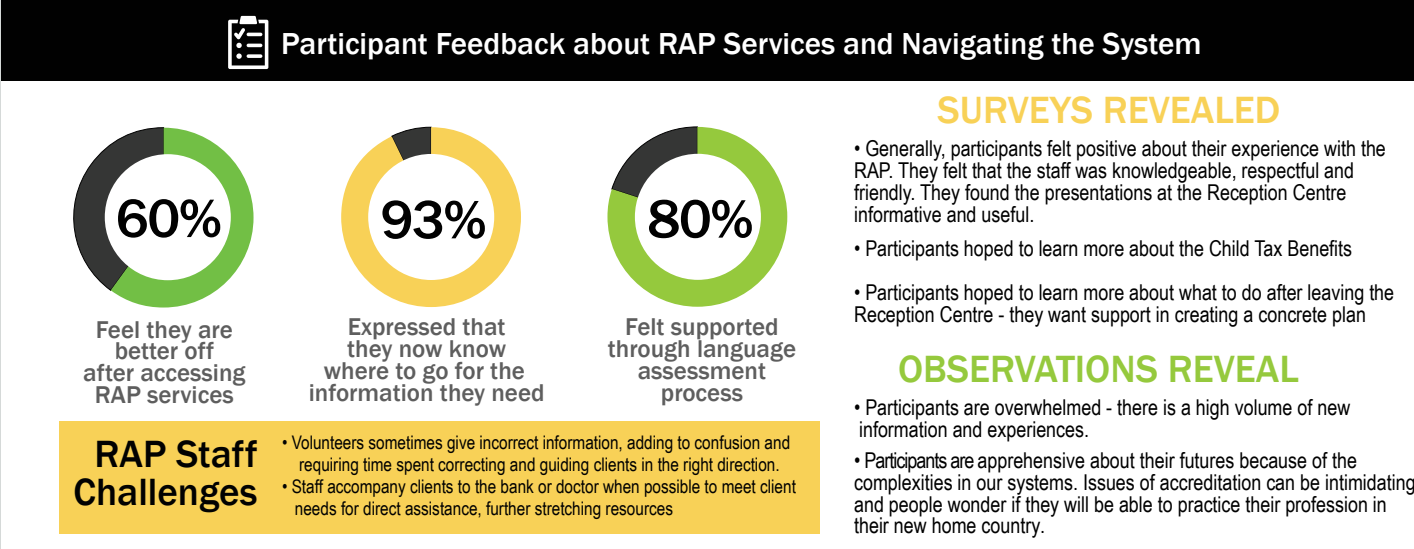 Participant Feedback about RAP Services and Navigating the System
60%
Feel they are
better off
after accessing
RAP services
93%
Expressed that
they now know
where to go for the
information they need
80%
Felt supported
through language
assessment
process
RAP Staff
Challenges
• Volunteers sometimes give incorrect information, adding to confusion and
requiring time spent correcting and guiding clients in the right direction.
• Staff accompany clients to the bank or doctor when possible to meet client
needs for direct assistance, further stretching resources
SURVEYS REVEALED
• Generally, participants felt positive about their experience with the
RAP. They felt that the staff was knowledgeable, respectful and
friendly. They found the presentations at the Reception Centre
informative and useful.
• Participants hoped to learn more about the Child Tax Benefits
• Participants hoped to learn more about what to do after leaving the
Reception Centre - they want support in creating a concrete plan
OBSERVATIONS REVEAL
• Participants are overwhelmed - there is a high volume of new
information and experiences.
• Participants are apprehensive about their futures because of the
complexities in our systems. Issues of accreditation can be intimidating
and people wonder if they will be able to practice their profession in
their new home country.